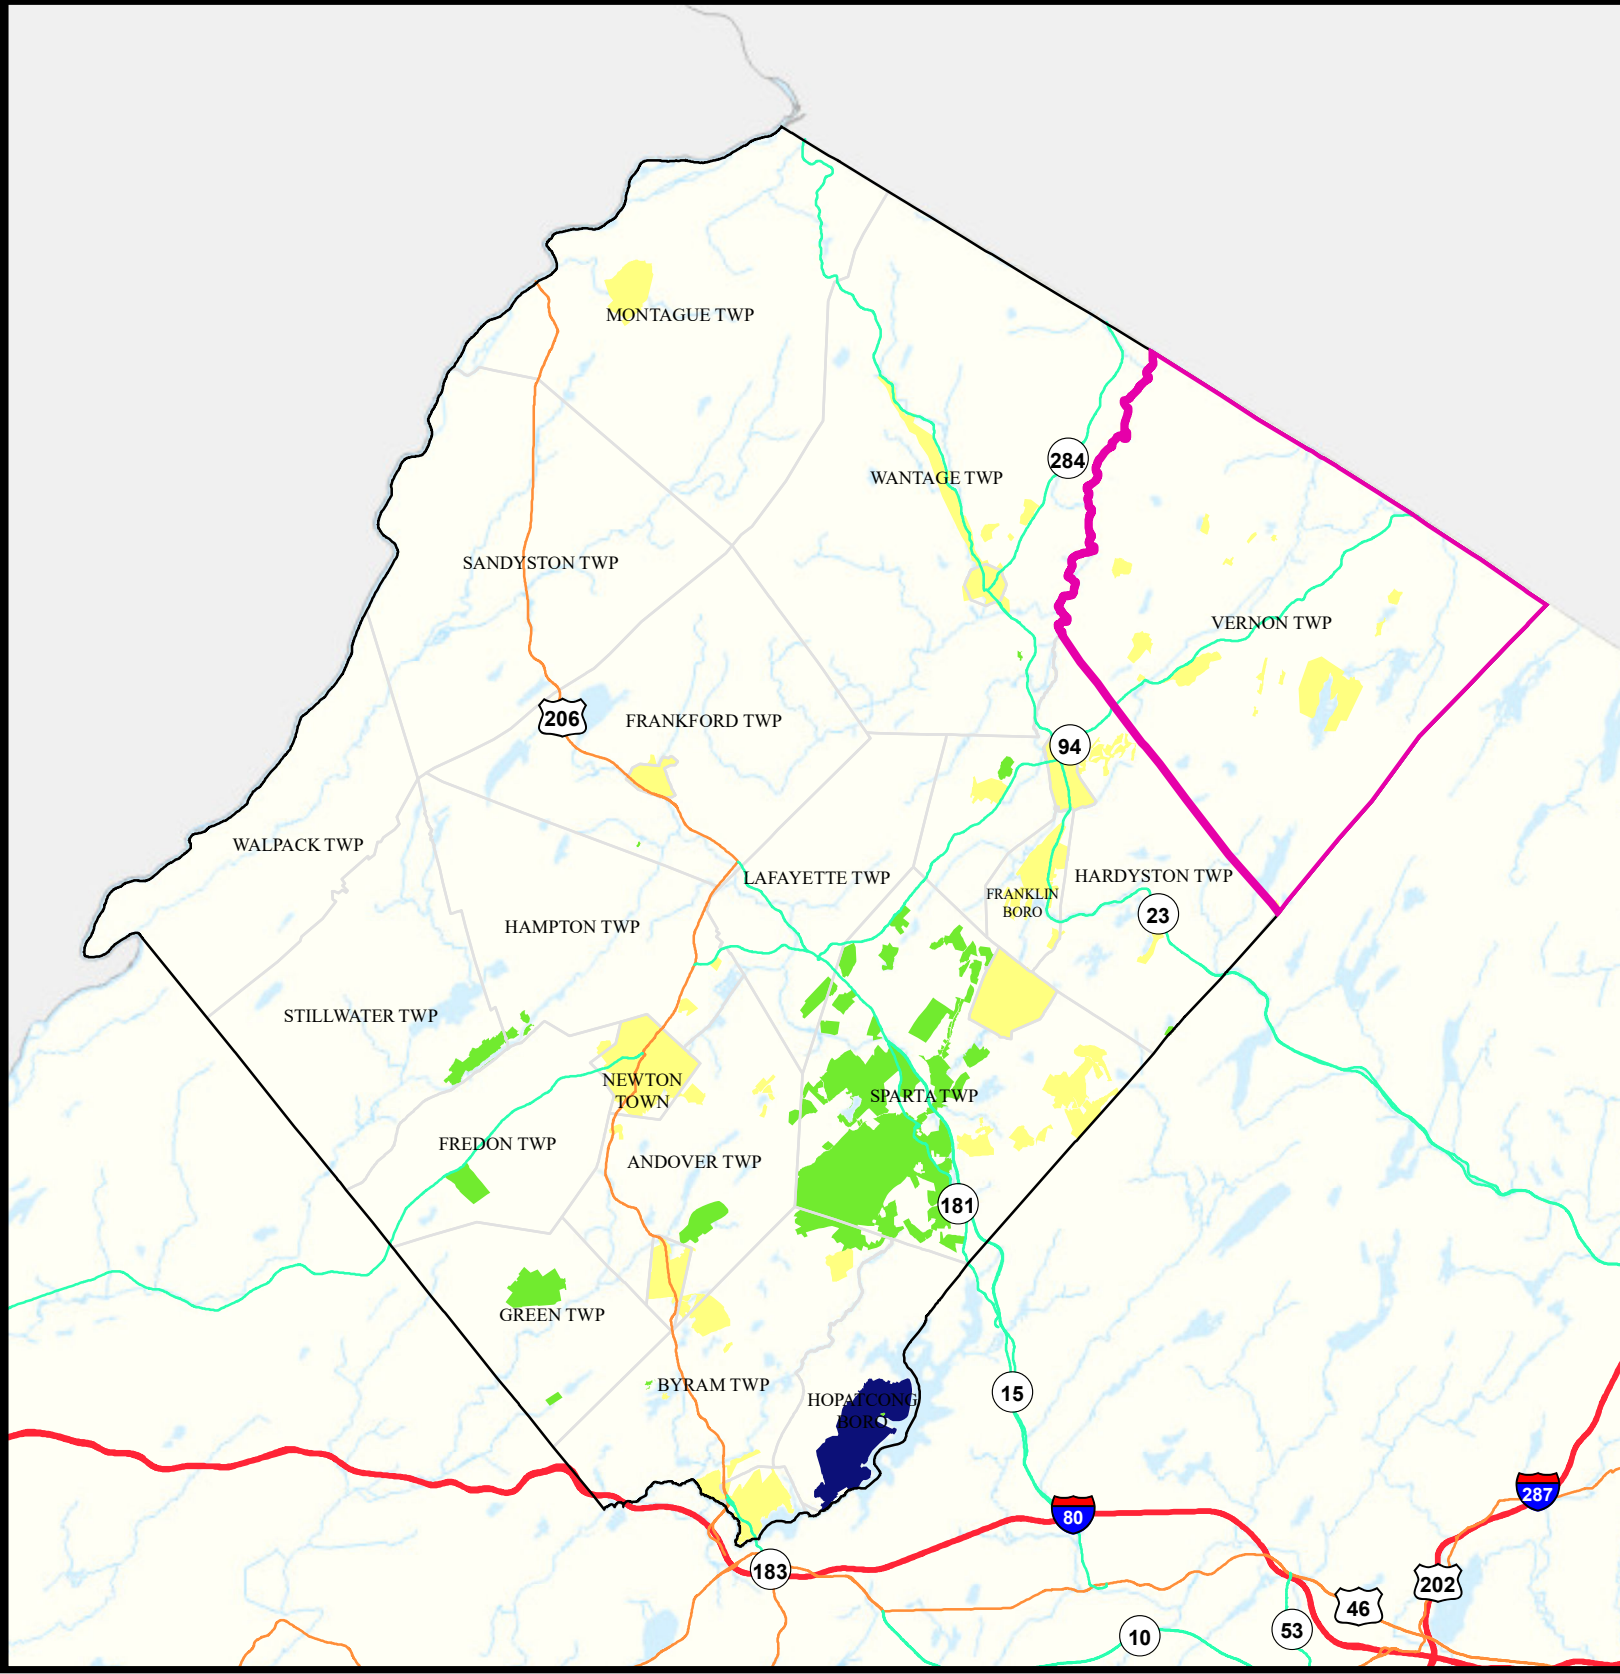 MONTAGUE TWP
284
WANTAGE TWP
SANDYSTON TWP
VERNON TWP
206
FRANKFORD TWP
94
WALPACK TWP
LAFAYETTE TWP
HARDYSTON TWP
FRANKLIN
BORO
23
HAMPTON TWP
STILLWATER TWP
NEWTON
TOWN
SPARTA TWP
FREDON TWP
ANDOVER TWP
181
GREEN TWP
BYRAM TWP
HOPATCONG
BORO
15
287
80
183
202
46
53
10